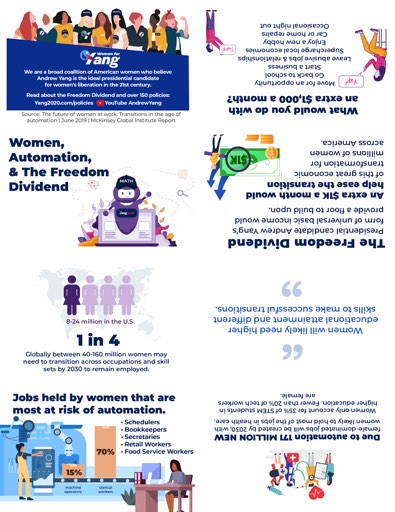 Women for
Yang
We are a broad coalition of American women who believe
Andrew Yang is the ideal presidential candidate
for women's liberation in the 21st century.
Read about the Freedom Dividend and over 150 policies:
Yang2020.com/policies YouTube AndrewYang
Source: The future of women at work: Transitions in the age of
automation | June 2019 | McKinsey Global Institute Report
Women,
Automation,
& The Freedom
Dividend
MATH
8-24 million in the U.S.
1 in 4
Globally between 40-160 million women may
need to transition across occupations and skill
sets by 2030 to remain employed.
Jobs held by women that are
most at risk of automation.
• Schedulers
• Bookkeepers
• Secretaries
• Retail Workers
• Food Service Workers
15%
70%
machine
operators
clerical
workers
Due to automation 171 MILLION NEW
female-dominated jobs will be created by 2030, with
women likely to hold most of the jobs in health care.
Women only account for 35% of STEM students in
higher education. Fewer than 20% of tech workers
are female.
“
Women will likely need higher
educational attainment and different
skills to make successful transitions.
”
The Freedom Dividend
Presidential candidate Andrew Yang's
form of universal basic income would
provide a floor to build upon.
An extra $1k a month would
help ease the transition
of this great economic
transformation for
millions of women
across America.
$1K
What would you do with
an extra $1,000 a month?
Move for an opportunity
Go back to school
Start a business
Leave abusive jobs & relationships
Supercharge local economies
Enjoy a new hobby
Car or home repairs
Occasional night out
Yay!